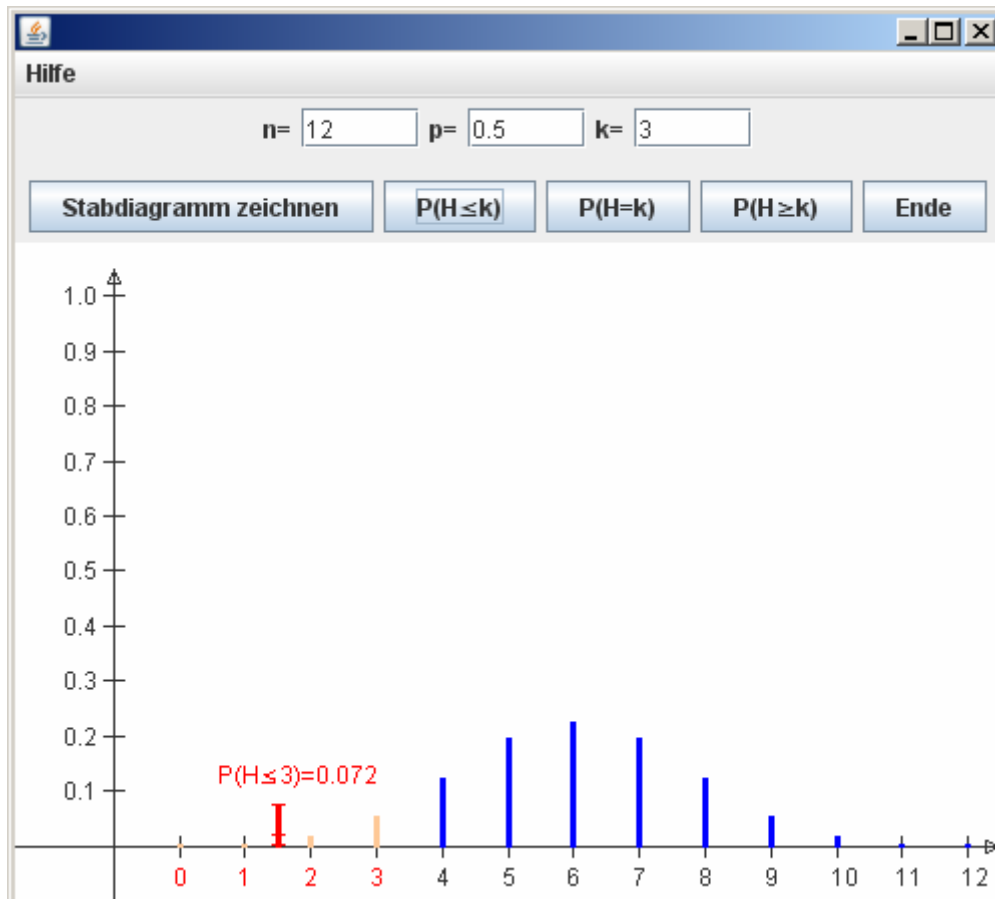 Hilfe
n= 12 p= 0.5 k= 3
Stabdiagramm zeichnen P(H≤k) P(H=k) P(H≥k) Ende
1.0
0.9
0.8
0.7
0.6
0.5
0.4
0.3
0.2
P(H≤3)=0.072
0.1
0 1 2 3 4 5 6 7 8 9 10 11 12